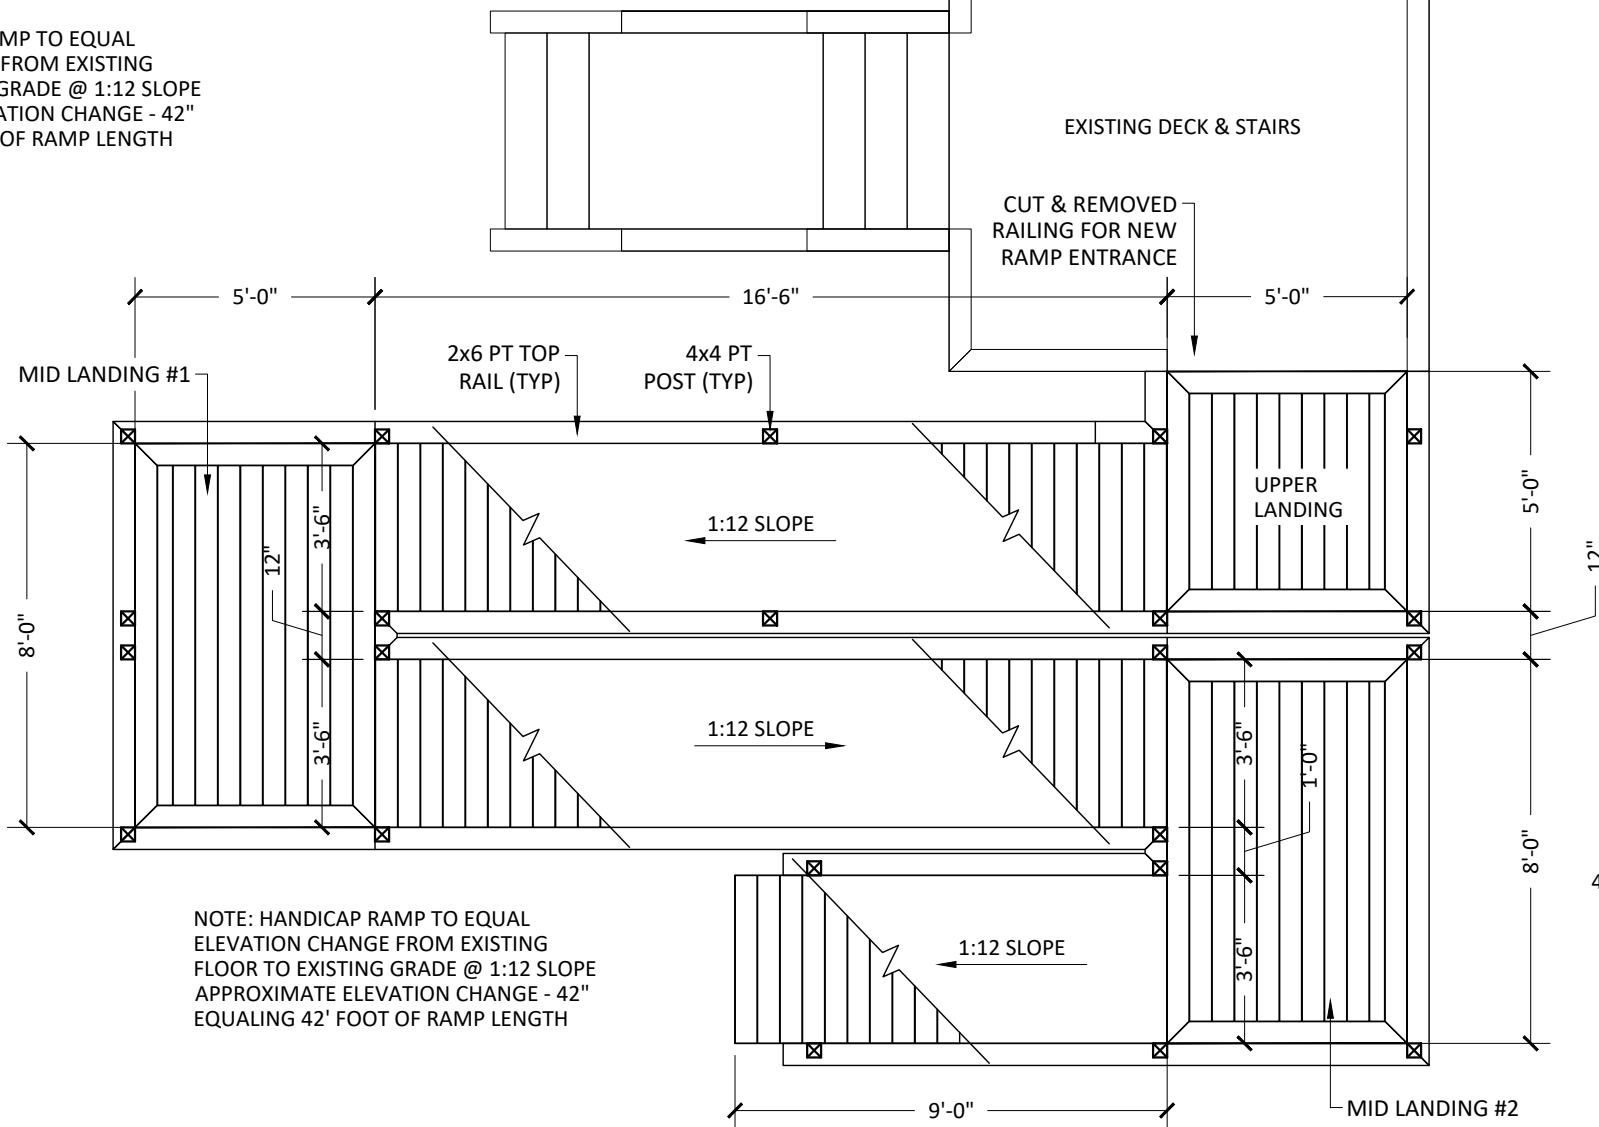 MP TO EQUAL
FROM EXISTING
GRADE @ 1:12 SLOPE
ATION CHANGE - 42"
OF RAMP LENGTH
EXISTING DECK & STAIRS
CUT & REMOVED
RAILING FOR NEW
RAMP ENTRANCE
5'-0"
16'-6"
5'-0"
MID LANDING #1
2x6 PT TOP
RAIL (TYP)
4x4 PT
POST (TYP)
8'-0"
12"
3'-6"
3'-6"
1:12 SLOPE
UPPER
LANDING
5'-0"
12"
1:12 SLOPE
3'-6"
1'-0"
3'-6"
8'-0"
4
NOTE: HANDICAP RAMP TO EQUAL
ELEVATION CHANGE FROM EXISTING
FLOOR TO EXISTING GRADE @ 1:12 SLOPE
APPROXIMATE ELEVATION CHANGE - 42"
EQUALING 42' FOOT OF RAMP LENGTH
1:12 SLOPE
9'-0"
MID LANDING #2